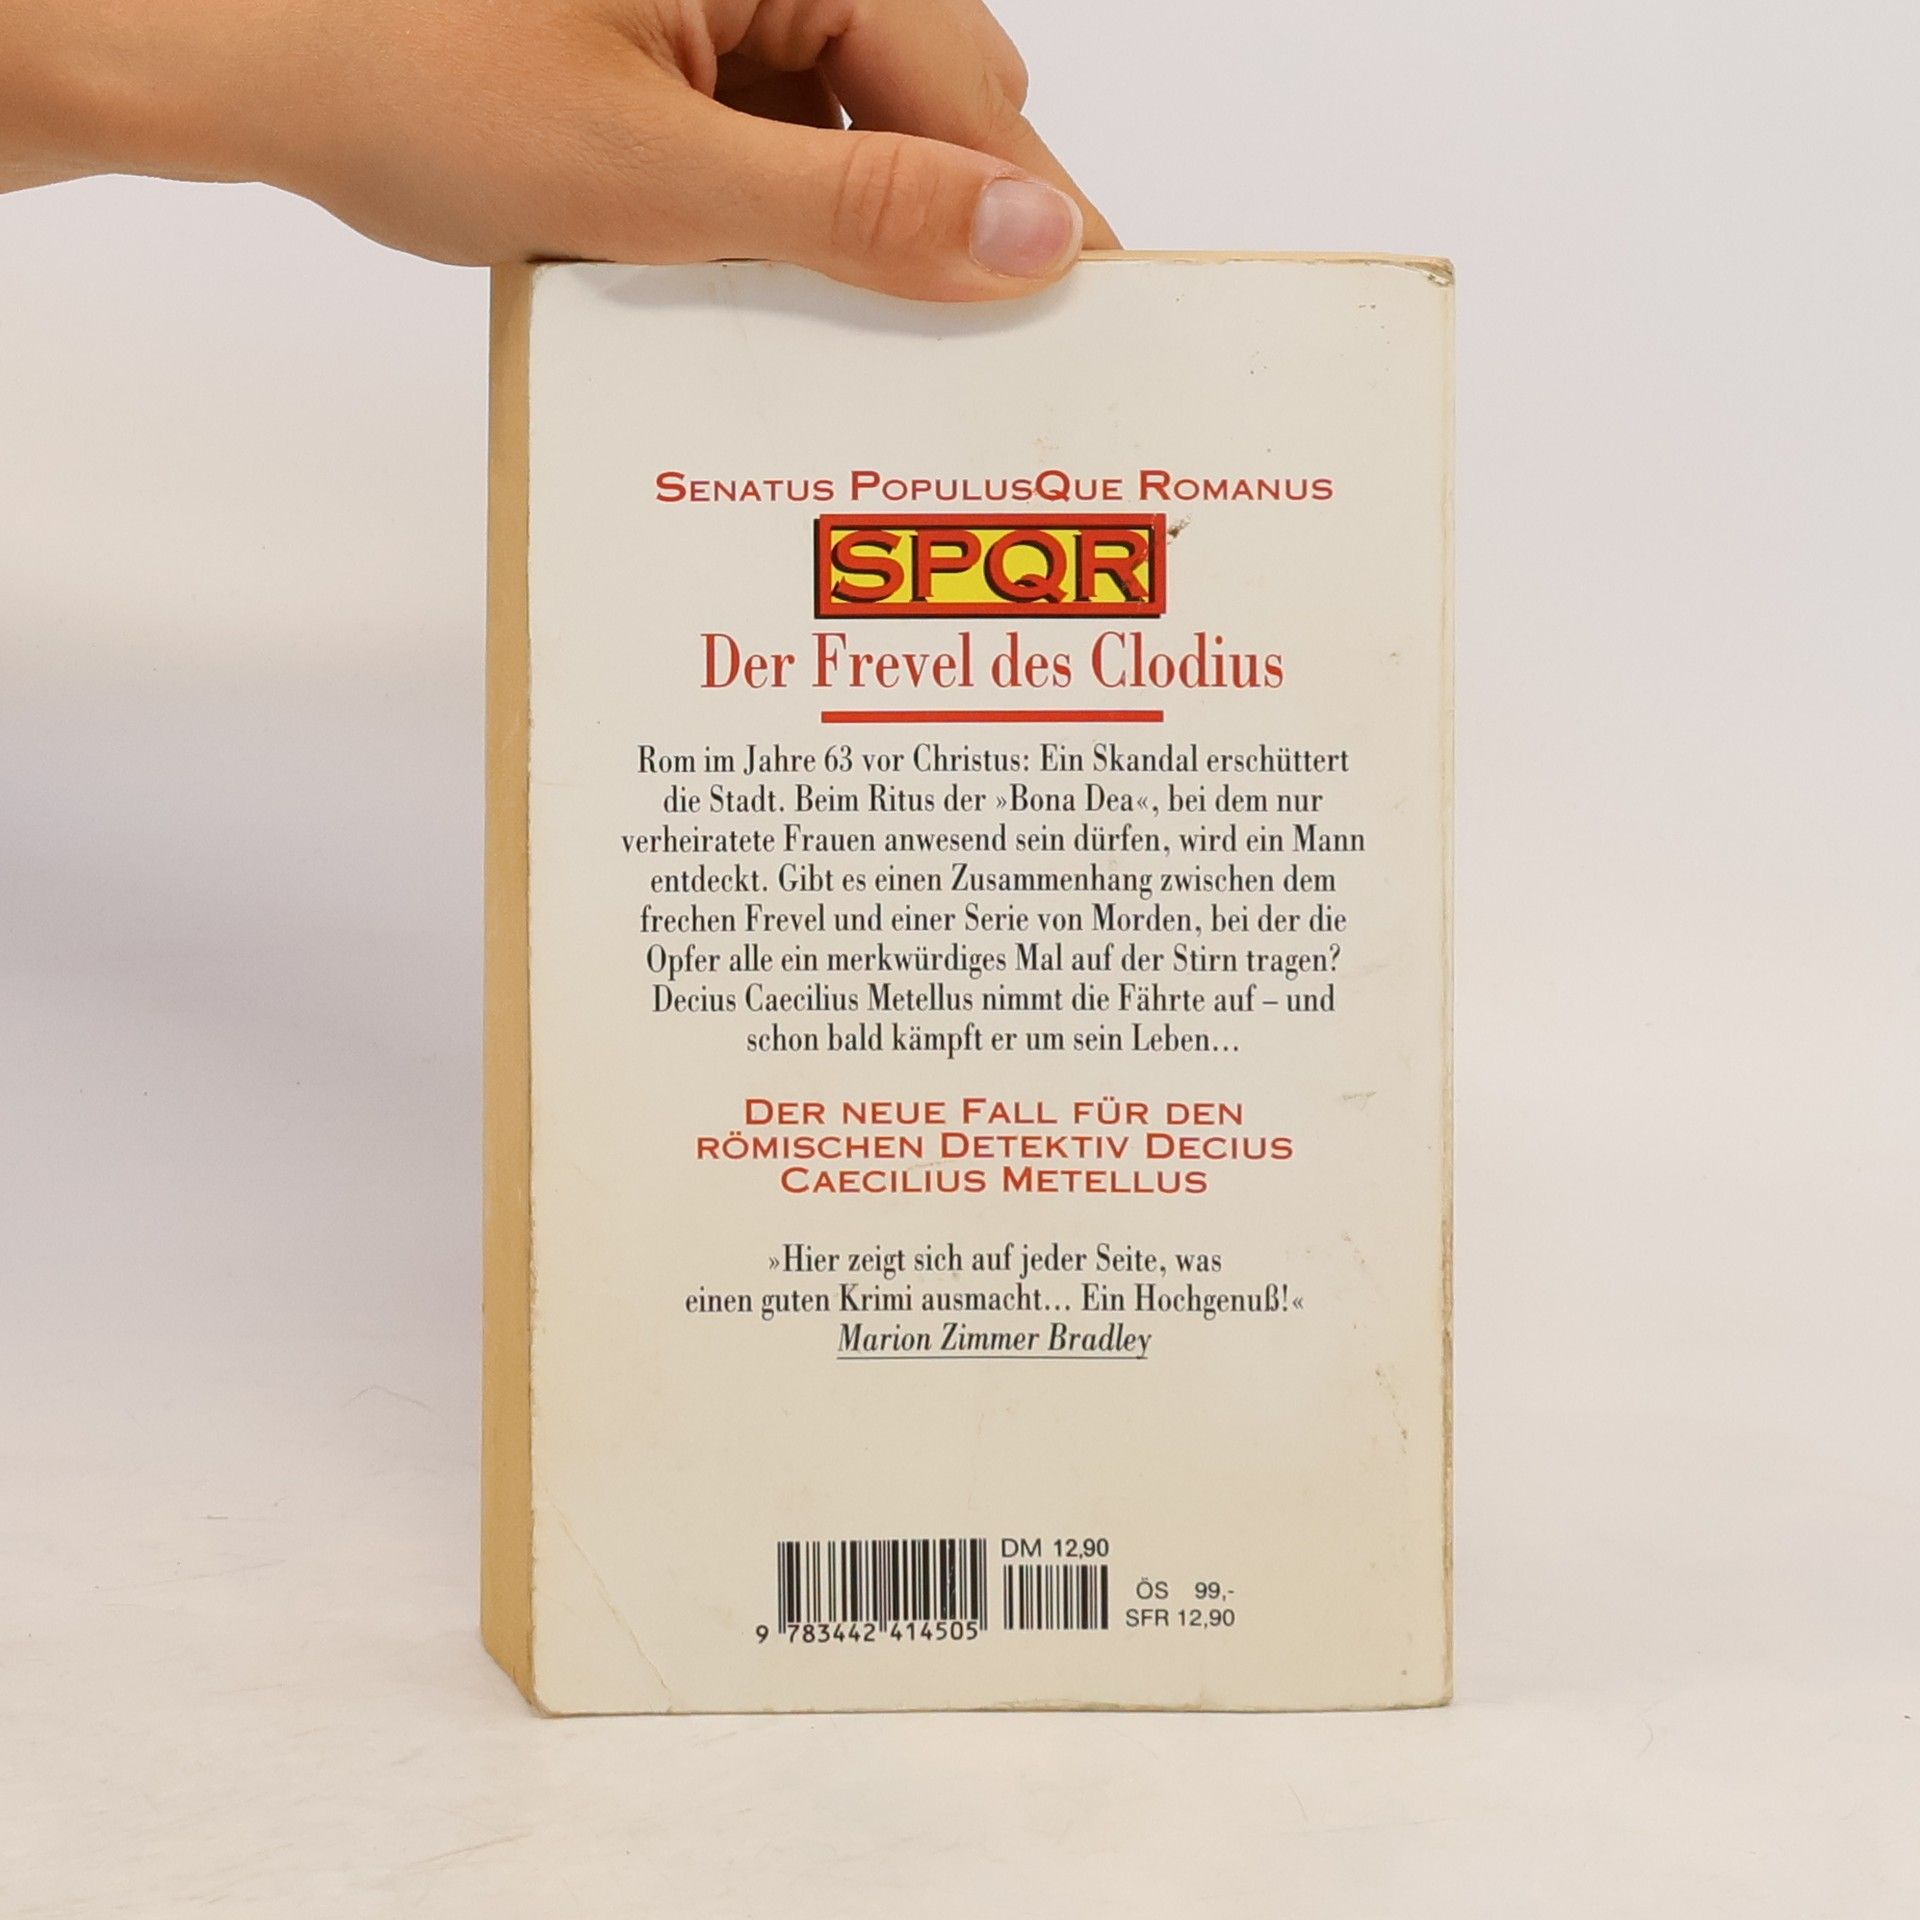 SENATUS POPULUSQUE ROMANUS
SPQR
Der Frevel des Clodius
Rom im Jahre 63 vor Christus: Ein Skandal erschüttert
die Stadt. Beim Ritus der »Bona Dea«, bei dem nur
verheiratete Frauen anwesend sein dürfen, wird ein Mann
entdeckt. Gibt es einen Zusammenhang zwischen dem
frechen Frevel und einer Serie von Morden, bei der die
Opfer alle ein merkwürdiges Mal auf der Stirn tragen?
Decius Caecilius Metellus nimmt die Fährte auf – und
schon bald kämpft er um sein Leben…
DER NEUE FALL FÜR DEN
RÖMISCHEN DETEKTIV DECIUS
CAECILIUS METELLUS
»Hier zeigt sich auf jeder Seite, was
einen guten Krimi ausmacht… Ein Hochgenuß!«
Marion Zimmer Bradley
DM 12,90
ÖS 99,-
SFR 12,90
9 783442 414505